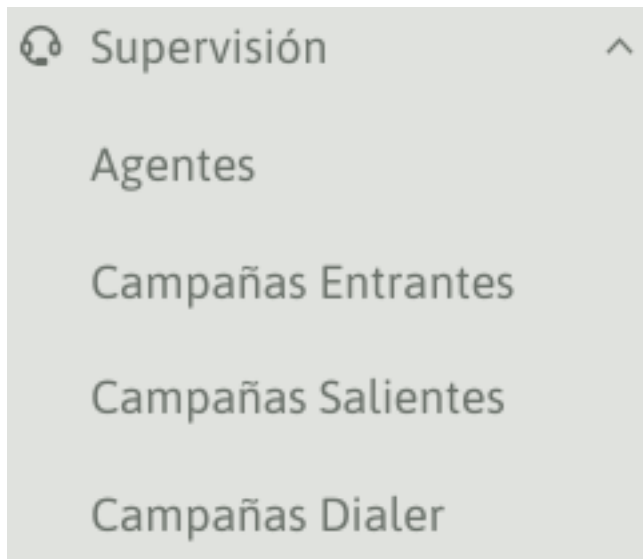 Supervisión
Agentes
Campañas Entrantes
Campañas Salientes
Campañas Dialer